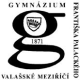 GYMNÁZIUM
FRANTIŠKA PALACKÉHO
VALAŠSKÉ MEZIŘÍČÍ
1871